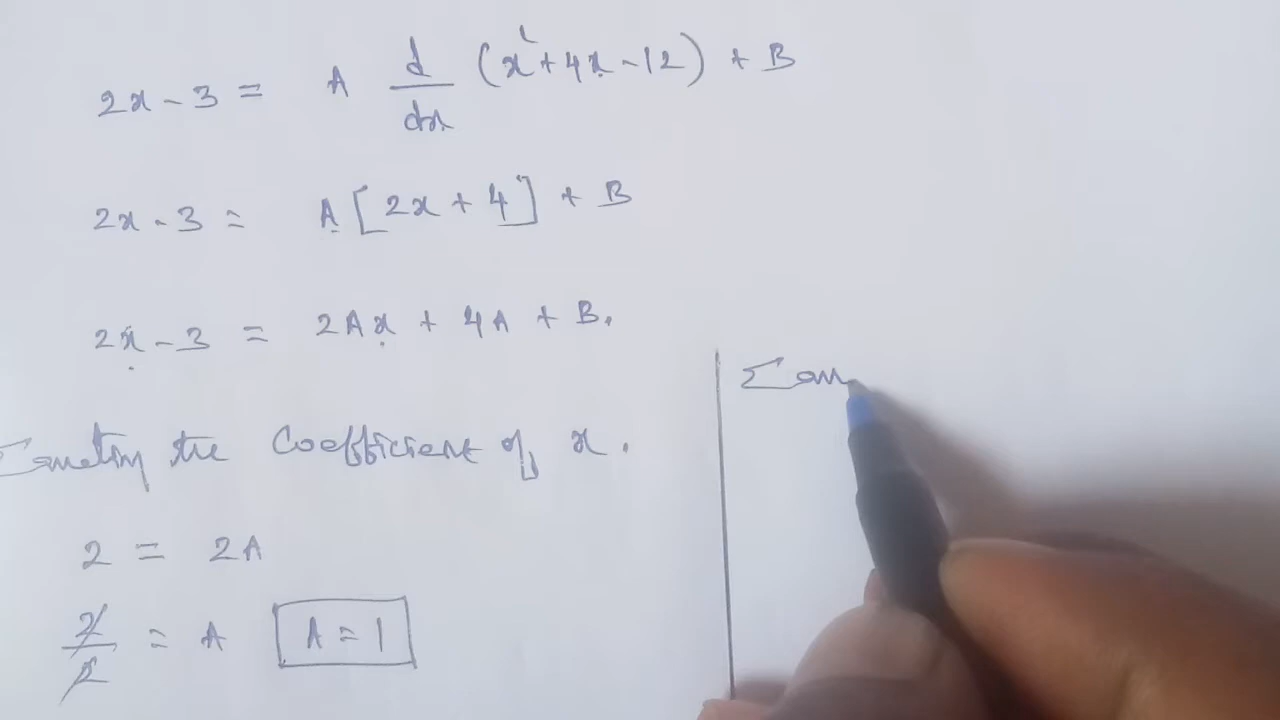 2x - 3 = A d/dx (x² + 4x - 12) + B
2x - 3 = A [2x + 4] + B
2x - 3 = 2Ax + 4A + B.
the Coefficient of x.
2 = 2A
2/2 = A A = 1